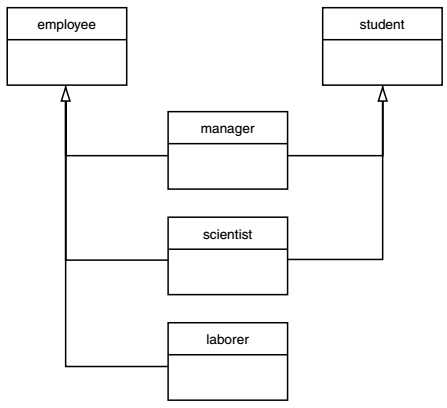 employee
student
manager
scientist
laborer